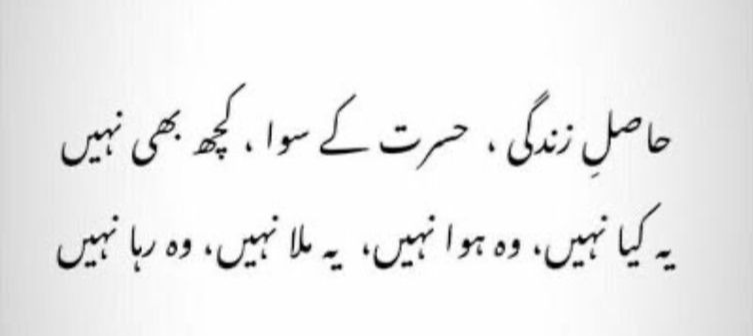 حاصلِ زندگی ، حسرت کے سوا ، کچھ بھی نہیں
یہ کیا نہیں، وہ ہوا نہیں، یہ ملا نہیں، وہ رہا نہیں